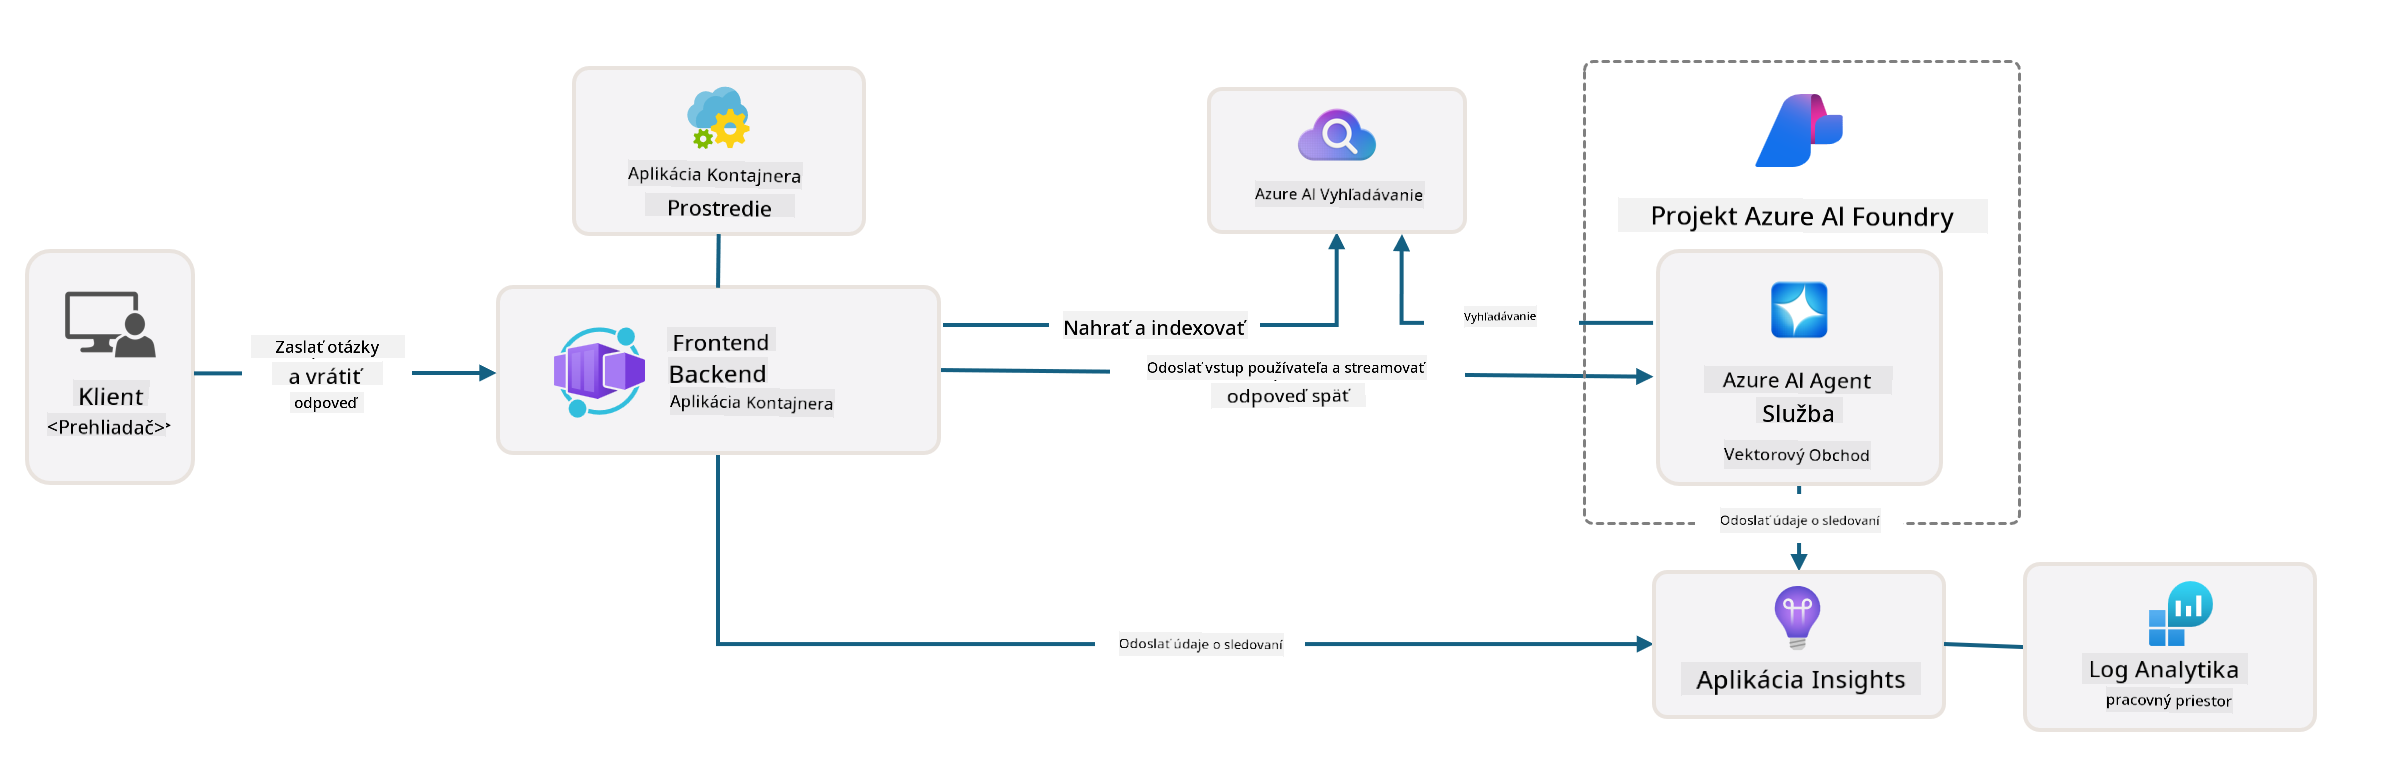 Aplikácia Kontajnera
Prostredie
Azure AI Vyhľadávanie
Projekt Azure AI Foundry
Klient
<Prehliadač>
Zaslať otázky
a vrátiť
odpoveď
Frontend
Backend
Aplikácia Kontajnera
Nahrať a indexovať
Vyhľadávanie
Odoslať vstup používateľa a streamovať
odpoveď späť
Azure AI Agent
Služba
Vektorový Obchod
Odoslať údaje o sledovaní
Odoslať údaje o sledovaní
Aplikácia Insights
Log Analytika
pracovný priestor